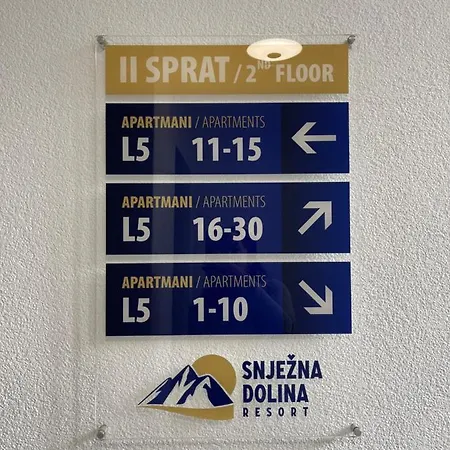 II SPRAT / 2ND FLOOR
APARTMANI / APARTMENTS
L5 11-15
APARTMANI / APARTMENTS
L5 16-30
APARTMANI / APARTMENTS
L5 1-10
SNJEŽNA
DOLINA
RESORT